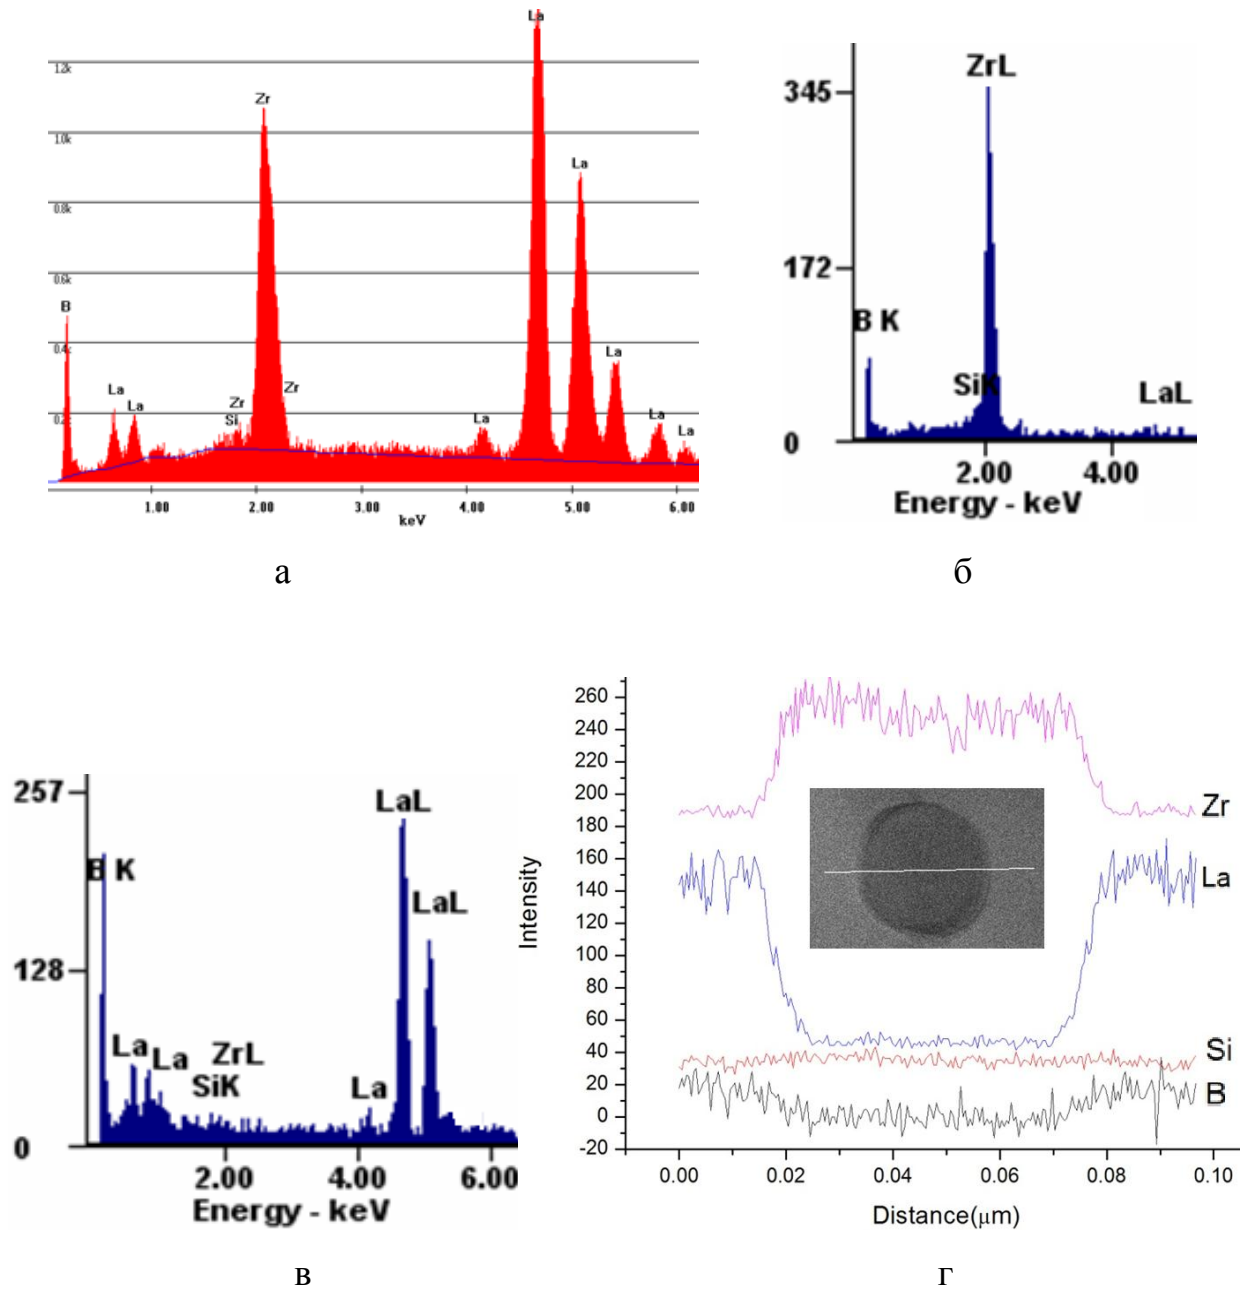 La
1.2k
Zr
1.0k
La
0.8k
0.6k
B
0.4k
La
La
La
Zr
Zr
Si
0.2k
La
La
La
1.00
2.00
3.00
4.00
5.00
6.00
keV
а
ZrL
345
172
B K
SiK
LaL
0
2.00
4.00
Energy - keV
б
257
LaL
B K
LaL
128
La
La
ZrL
SiK
La
0
2.00
4.00
6.00
Energy - keV
в
260
240
220
200
180
160
140
120
100
80
60
40
20
0
-20
Intensity
Zr
La
Si
B
0.00
0.02
0.04
0.06
0.08
0.10
Distance(μm)
г